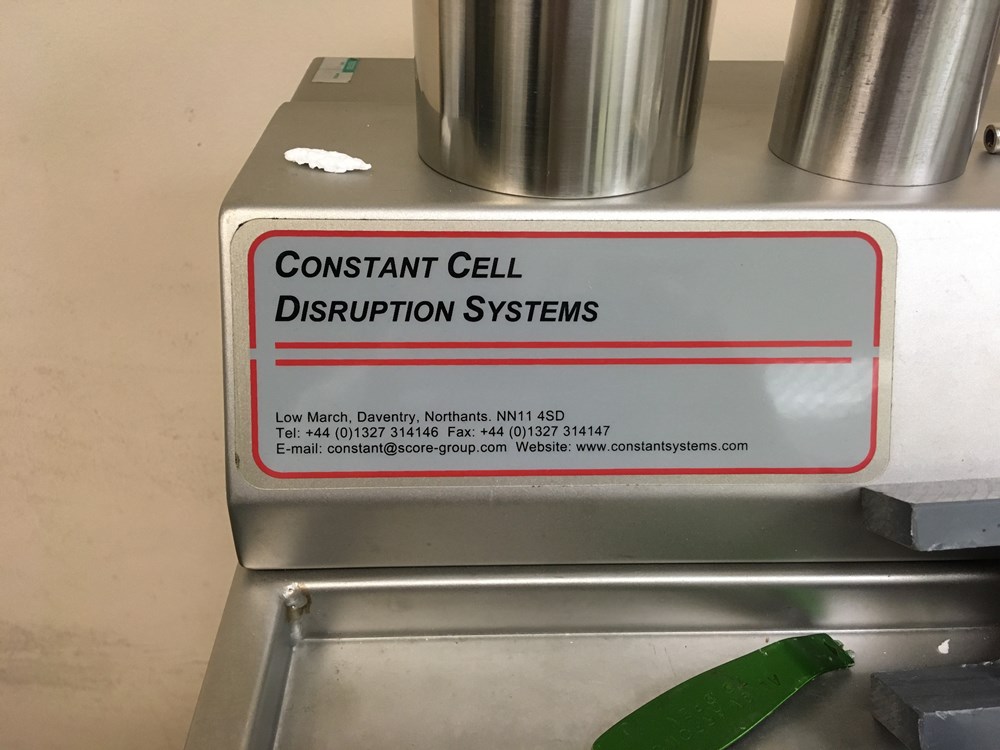 CONSTANT CELL
DISRUPTION SYSTEMS
Low March, Daventry, Northants. NN11 4SD
Tel: +44 (0)1327 314146 Fax: +44 (0)1327 314147
E-mail: constant@score-group.com Website: www.constantsystems.com